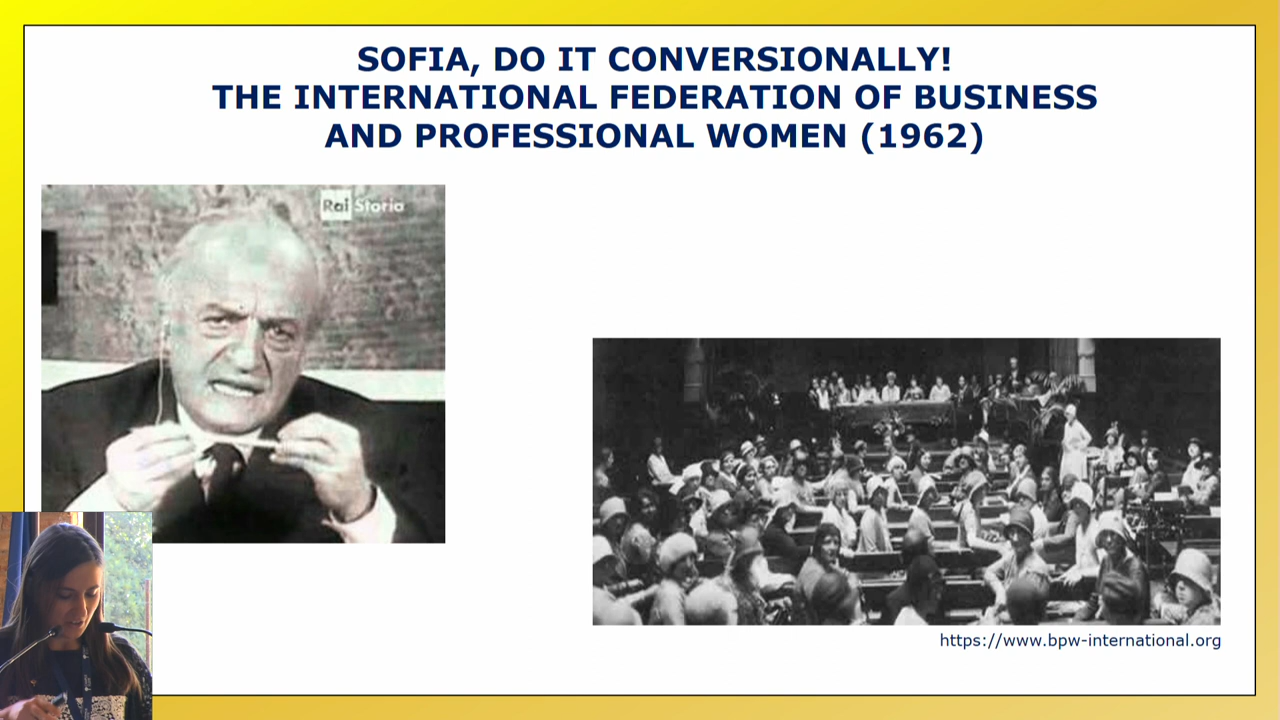 SOFIA, DO IT CONVERSIONALLY!
THE INTERNATIONAL FEDERATION OF BUSINESS
AND PROFESSIONAL WOMEN (1962)
Rai Storia
https://www.bpw-international.org